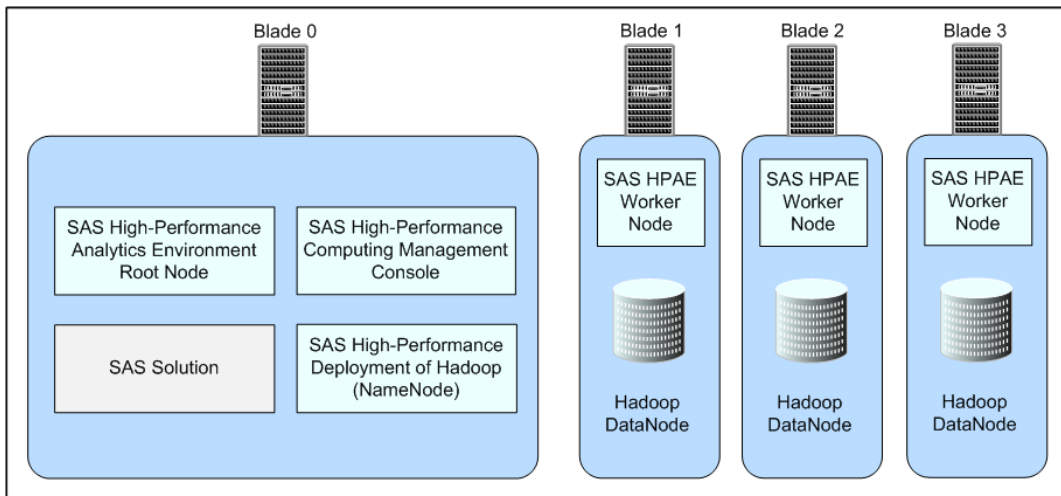 Blade 0
Blade 1
Blade 2
Blade 3
SAS High-Performance
Analytics Environment
Root Node
SAS High-Performance
Computing Management
Console
SAS Solution
SAS High-Performance
Deployment of Hadoop
(NameNode)
SAS HPAE
Worker
Node
Hadoop
DataNode
SAS HPAE
Worker
Node
Hadoop
DataNode
SAS HPAE
Worker
Node
Hadoop
DataNode